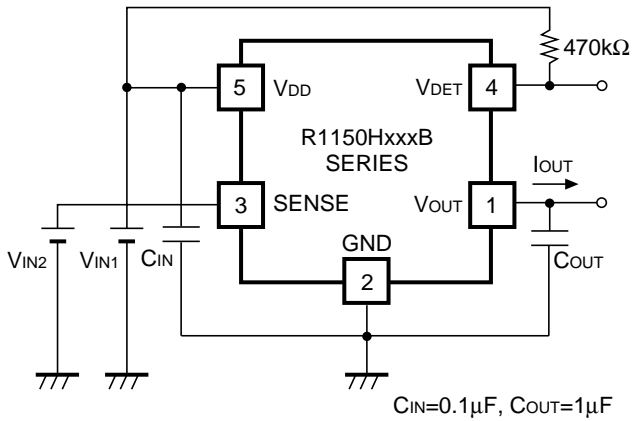 470kΩ
5
VDD
VDET
4
R1150HxxxB
SERIES
IOUT
3
SENSE
VOUT
1
GND
2
VIN2
VIN1
CIN
COUT
CIN=0.1μF, COUT=1μF